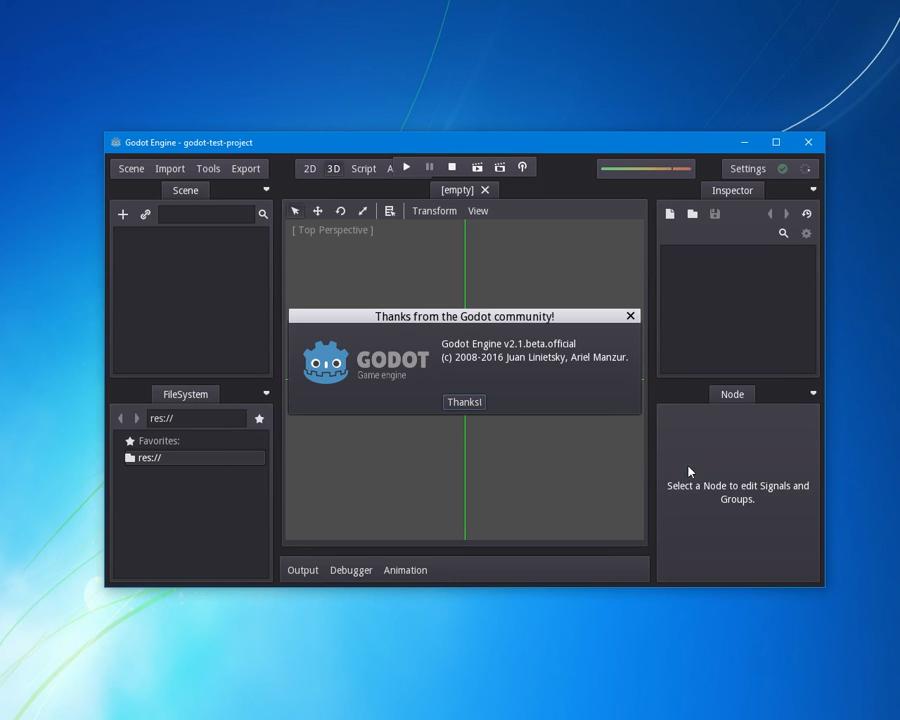 Godot Engine - godot-test-project
Scene Import Tools Export
2D 3D Script A
Settings
Scene
[empty]
Inspector
Transform View
[ Top Perspective ]
Thanks from the Godot community!
GODOT
Game engine
Godot Engine v2.1.beta.official
(c) 2008-2016 Juan Linietsky, Ariel Manzur.
Thanks!
FileSystem
res://
Favorites:
res://
Node
Select a Node to edit Signals and
Groups.
Output Debugger Animation